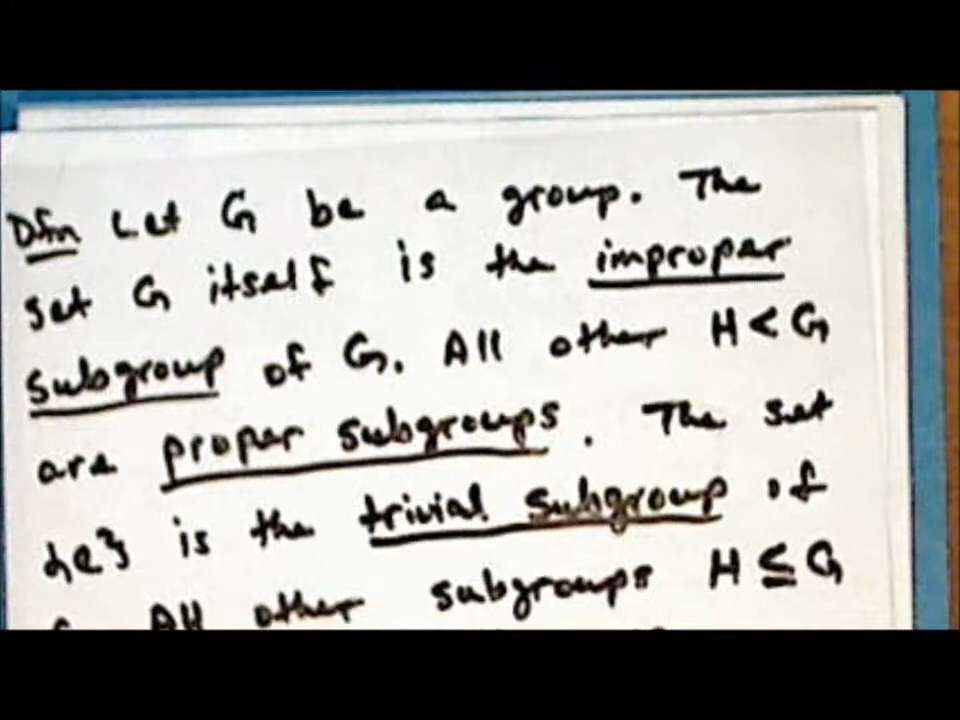 Dfn Let G be a group. The
set G itself is the improper
subgroup of G. All other H < G
are proper subgroups. The set
{e} is the trivial subgroup of
G. All other subgroups H ≤ G